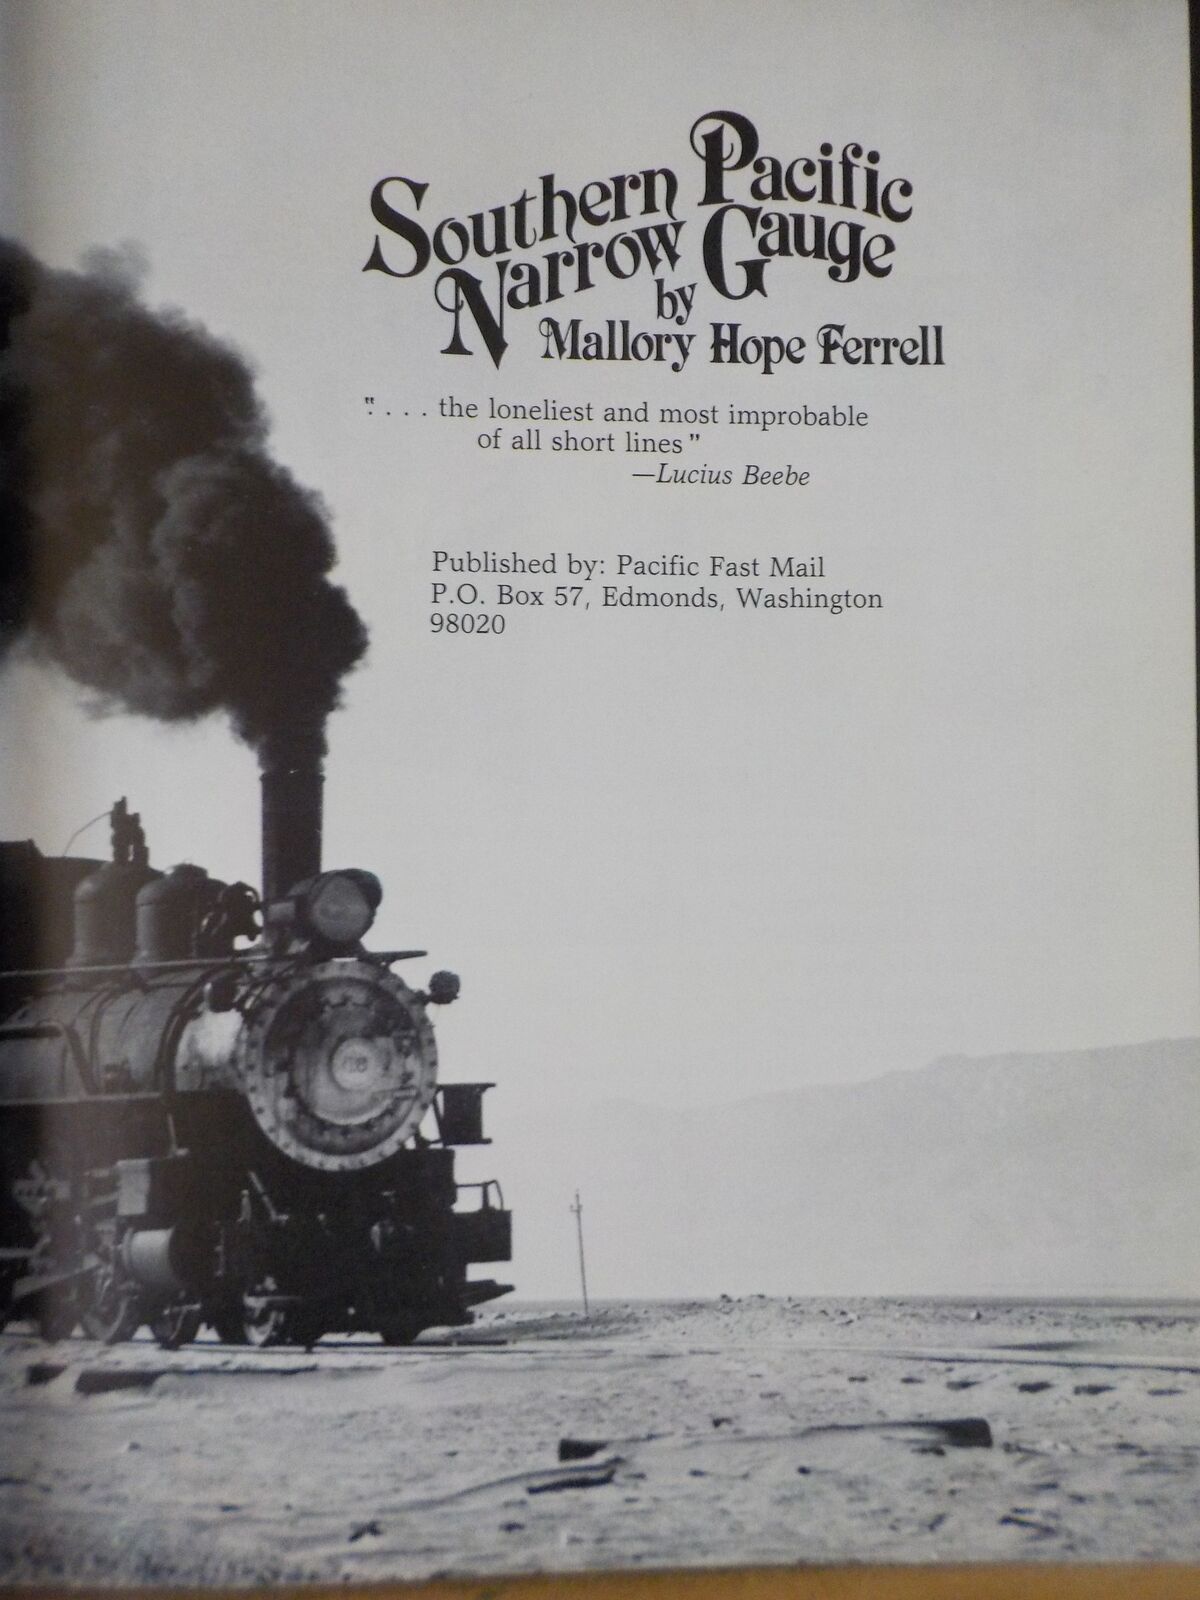 Southern Pacific
Narrow Gauge
by
Mallory Hope Ferrell
". . . . the loneliest and most improbable
of all short lines"
—Lucius Beebe
Published by: Pacific Fast Mail
P.O. Box 57, Edmonds, Washington
98020
18